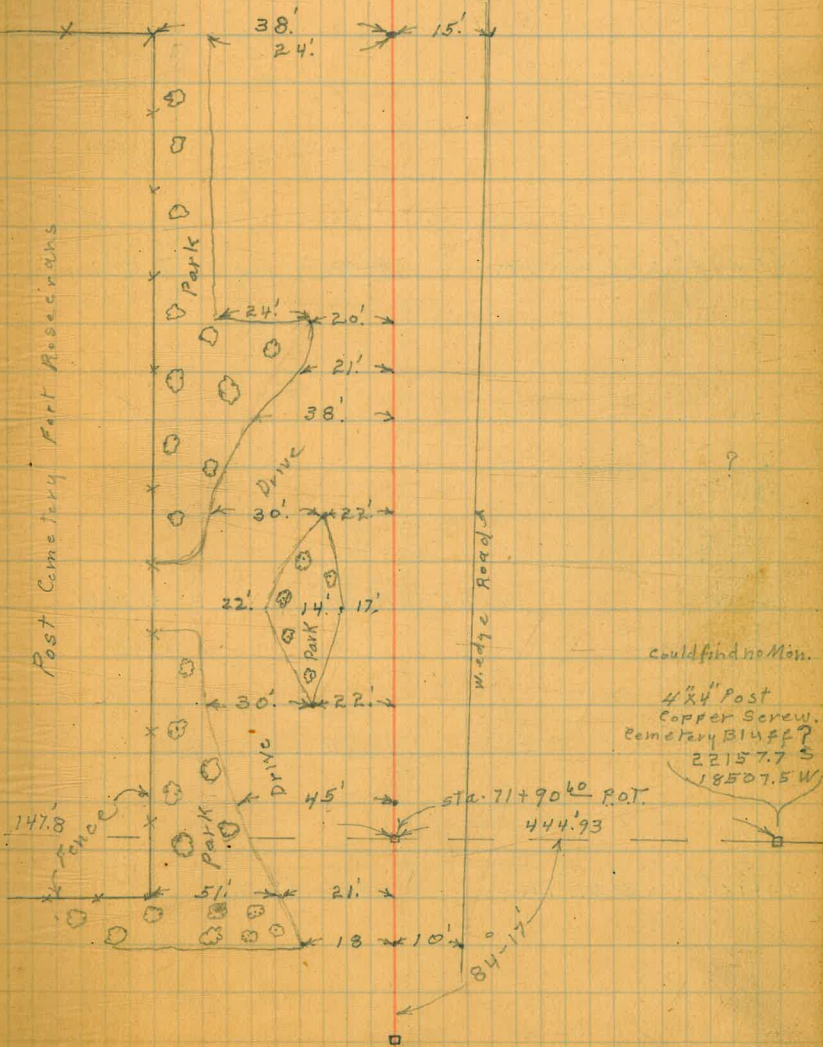 38.'
15.'
24.'
Post Cemetery Fort Rosecrans
Park
24.'
20.'
21.'
38.'
Drive
?
30.'
22.'
W. edge Road
22.'
14.'
17.'
Park
could find no Mon.
30.'
22.'
4"x4" Post
Copper Screw.
Cemetery Bluff?
22157.7 S
18507.5 W
Drive
45.'
sta. 71+90 40 P.O.T.
147.8'
fence
Park
444.'93
51.'
21.'
18
10.'
84°-17'